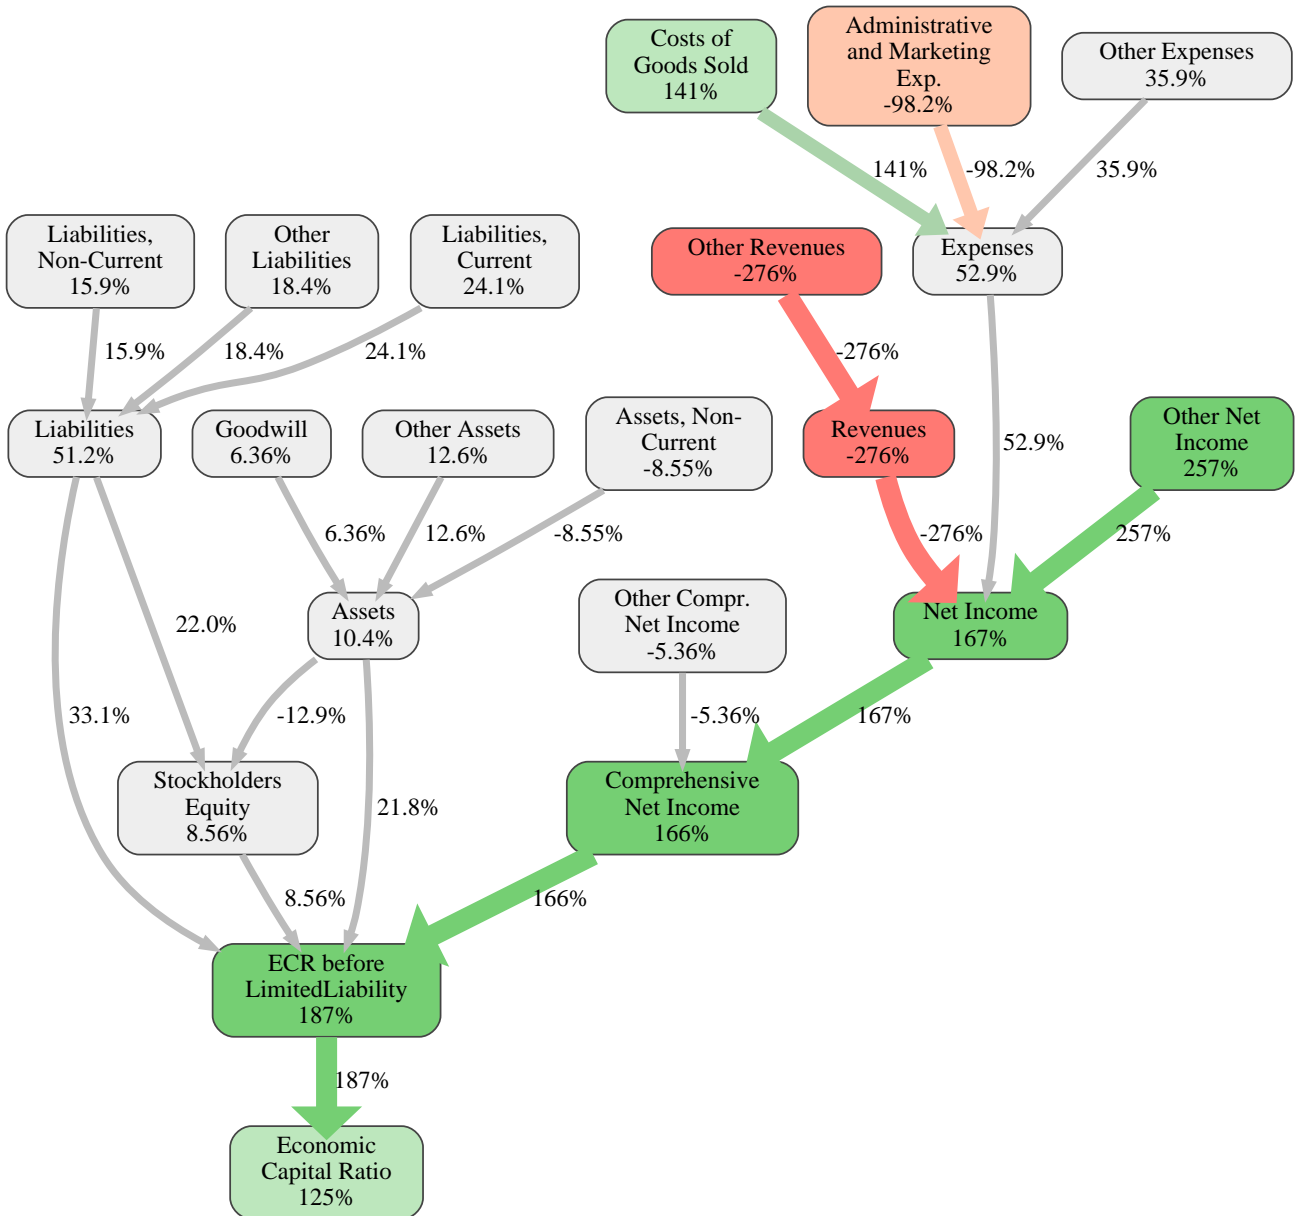 Costs of
Goods Sold
141%
Administrative
and Marketing
Exp.
-98.2%
Other Expenses
35.9%
141%
-98.2%
35.9%
Liabilities,
Non-Current
15.9%
Other
Liabilities
18.4%
Liabilities,
Current
24.1%
Other Revenues
-276%
Expenses
52.9%
15.9%
18.4%
24.1%
-276%
Liabilities
51.2%
Goodwill
6.36%
Other Assets
12.6%
Assets, Non-
Current
-8.55%
Revenues
-276%
52.9%
Other Net
Income
257%
6.36%
12.6%
-8.55%
-276%
257%
22.0%
Assets
10.4%
Other Compr.
Net Income
-5.36%
Net Income
167%
33.1%
-12.9%
-5.36%
167%
Stockholders
Equity
8.56%
21.8%
Comprehensive
Net Income
166%
8.56%
166%
ECR before
LimitedLiability
187%
187%
Economic
Capital Ratio
125%